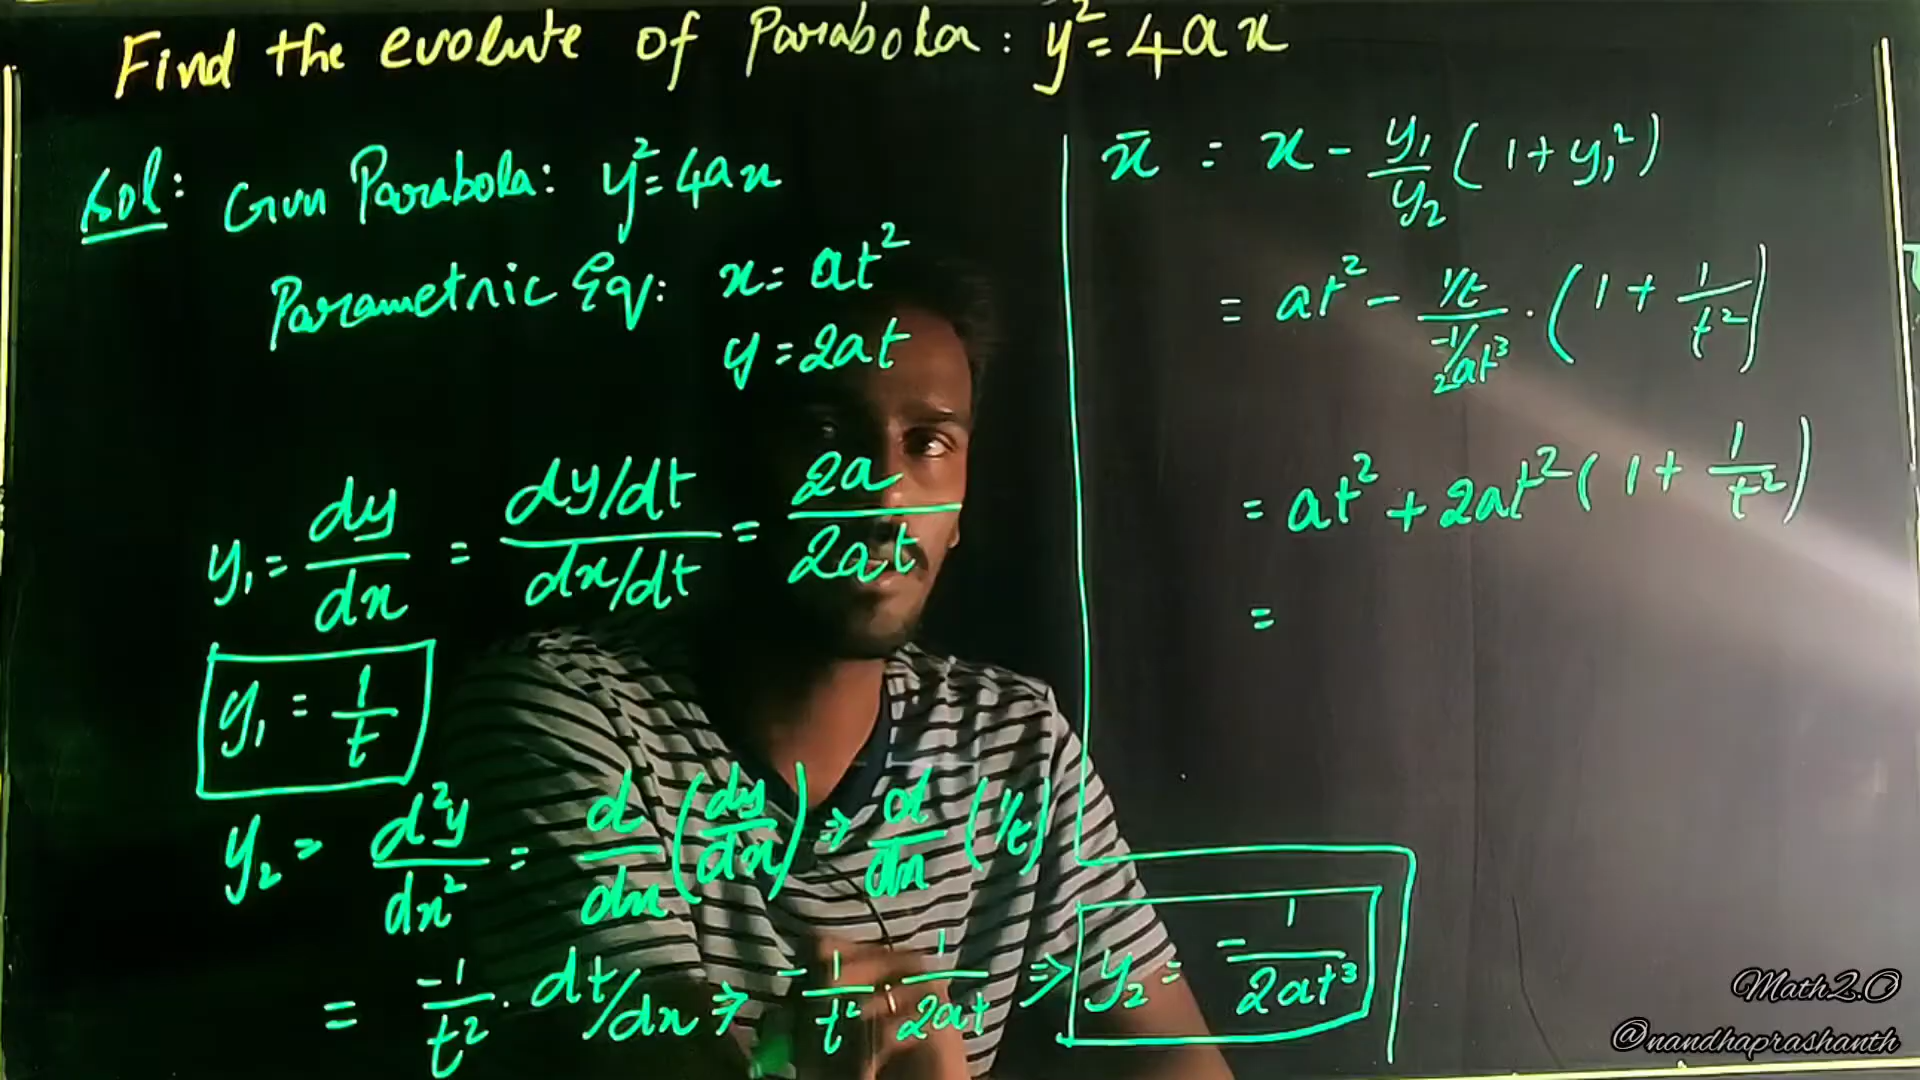 Find the evolute of Parabola: y² = 4ax
Sol: Givn Parabola: y² = 4ax
Parametric Eq: x = at²
y = 2at
y₁ = dy/dx = (dy/dt)/(dx/dt) = 2a/2at
y₁ = 1/t
y₂ = d²y/dx² = d/dx (dy/dx) ⇒ d/dx (1/t)
= -1/t² · dt/dx ⇒ -1/t² · 1/2at ⇒ y₂ = -1/2at³
x̄ = x - y₁/y₂ (1 + y₁²)
= at² - (1/t)/(-1/2at³) · (1 + 1/t²)
= at² + 2at² (1 + 1/t²)
=
Math2.O
@nandhaprashanth